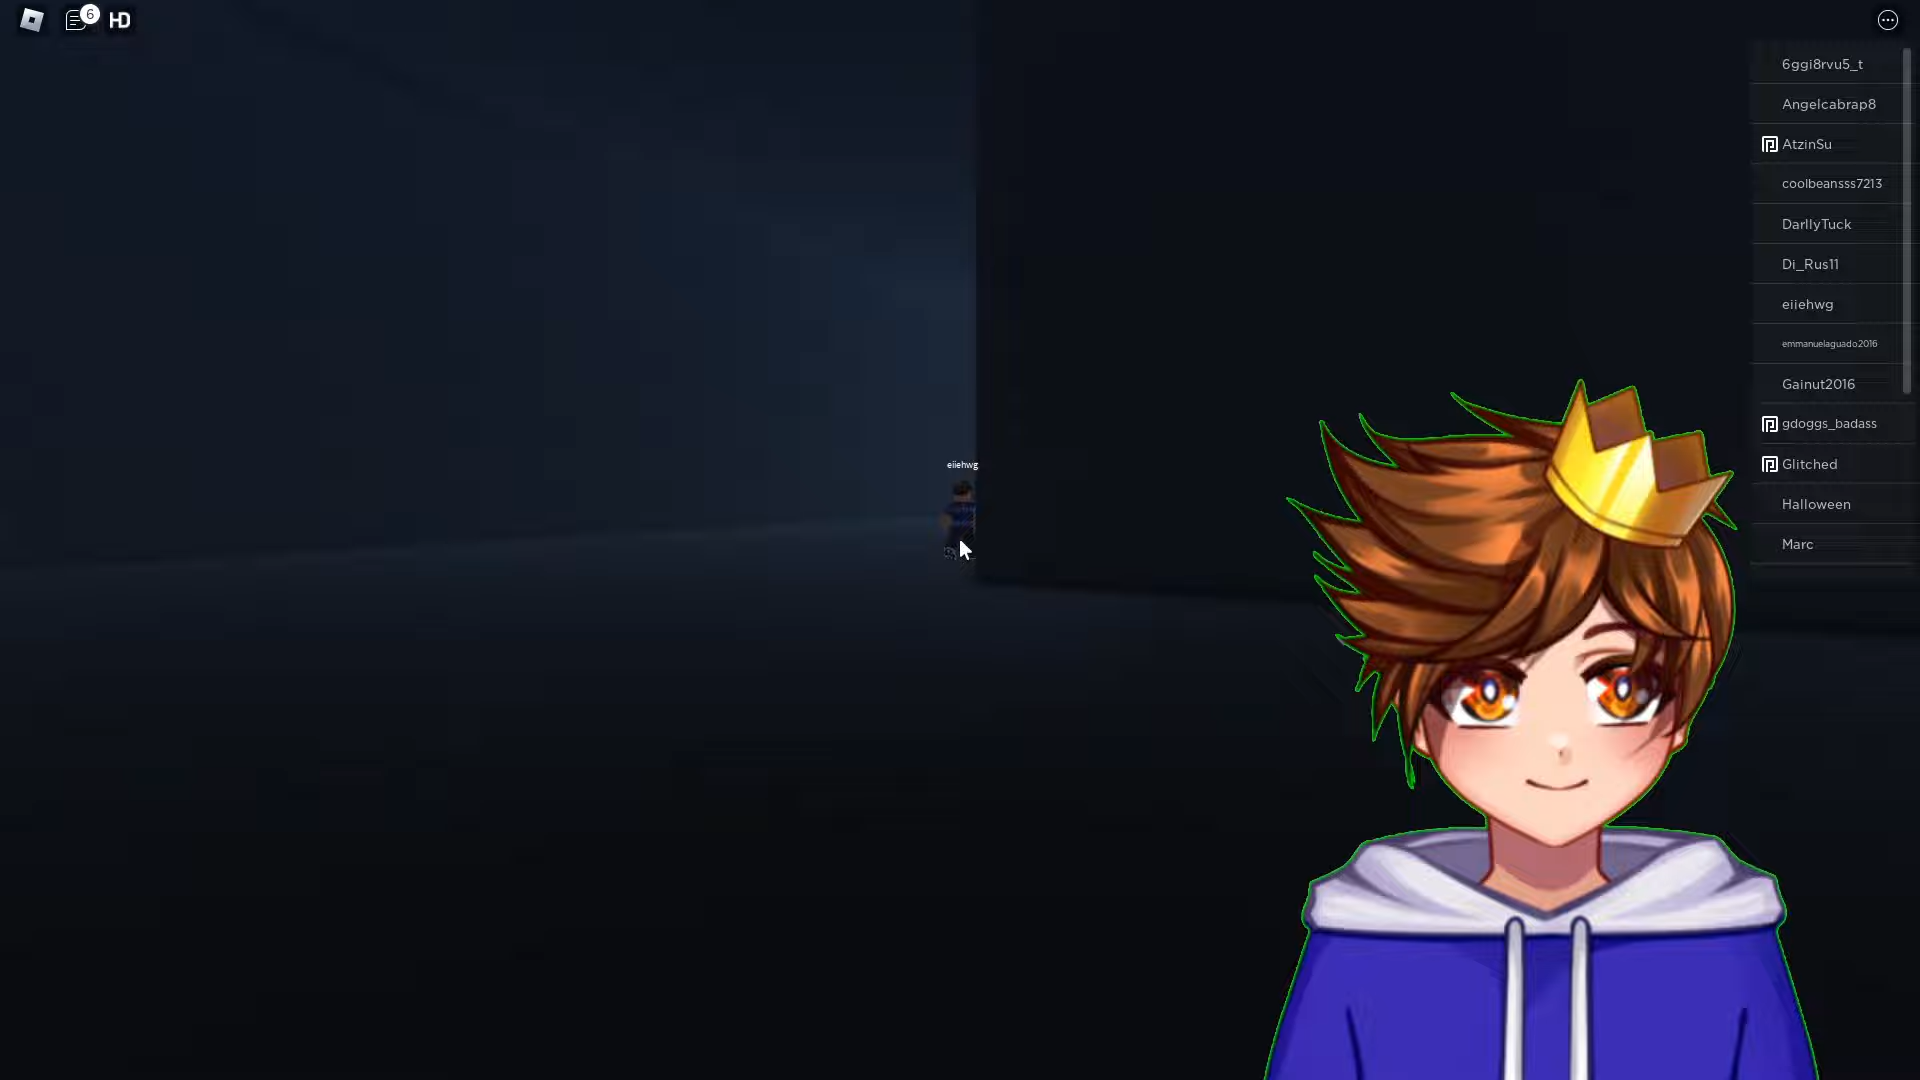 6
HD
6ggi8rvu5_t
Angelcabrap8
AtzinSu
coolbeansss7213
DarllyTuck
Di_Rus11
eiiehwg
emmanuelaguado2016
Gainut2016
gdoggs_badass
Glitched
Halloween
Marc
eiiehwg